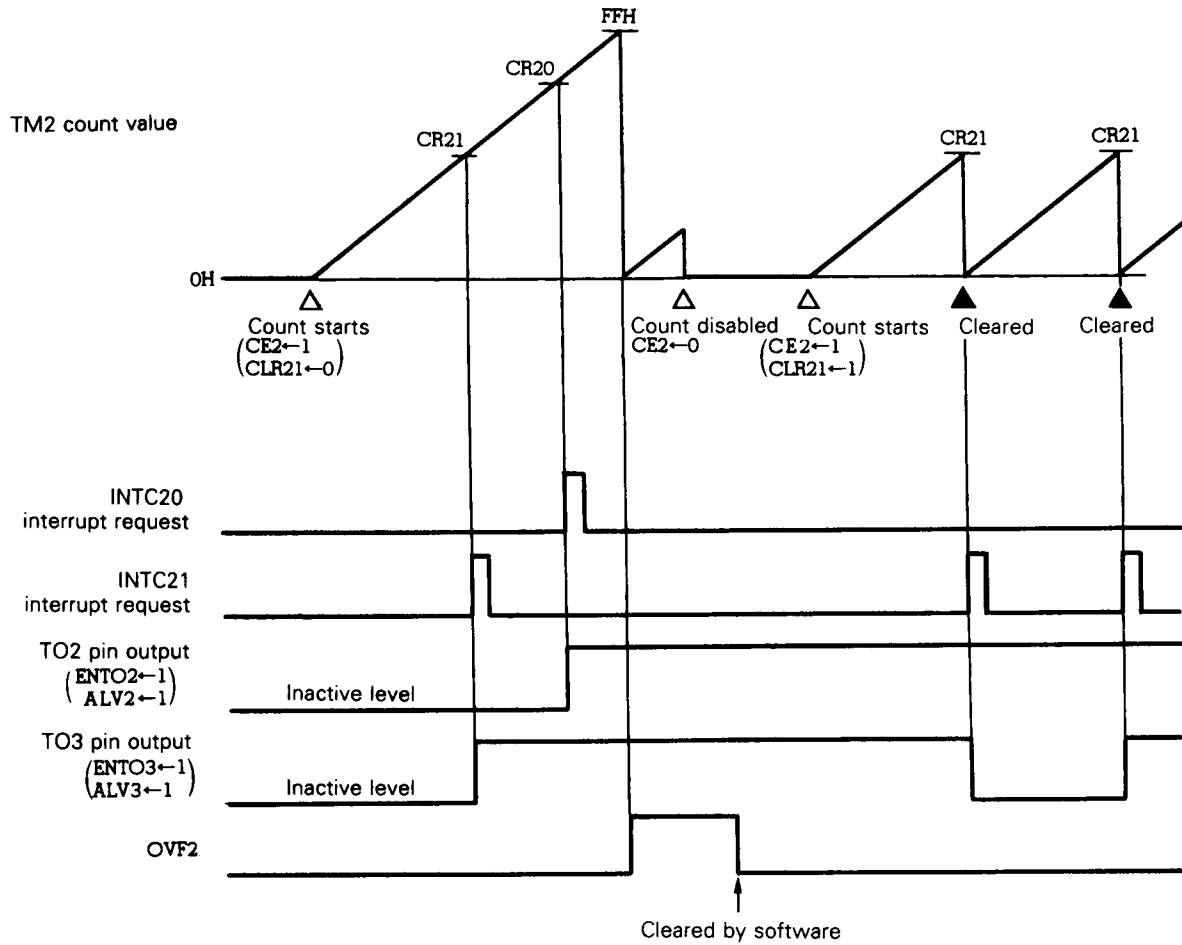 FFH
CR20
TM2 count value
CR21
CR21
CR21
0H
Count starts
(CE2←1
CLR21←0)
Count disabled
CE2←0
Count starts
(CE2←1
CLR21←1)
Cleared
Cleared
INTC20
interrupt request
INTC21
interrupt request
TO2 pin output
(ENTO2←1
ALV2←1)
Inactive level
TO3 pin output
(ENTO3←1
ALV3←1)
Inactive level
OVF2
Cleared by software